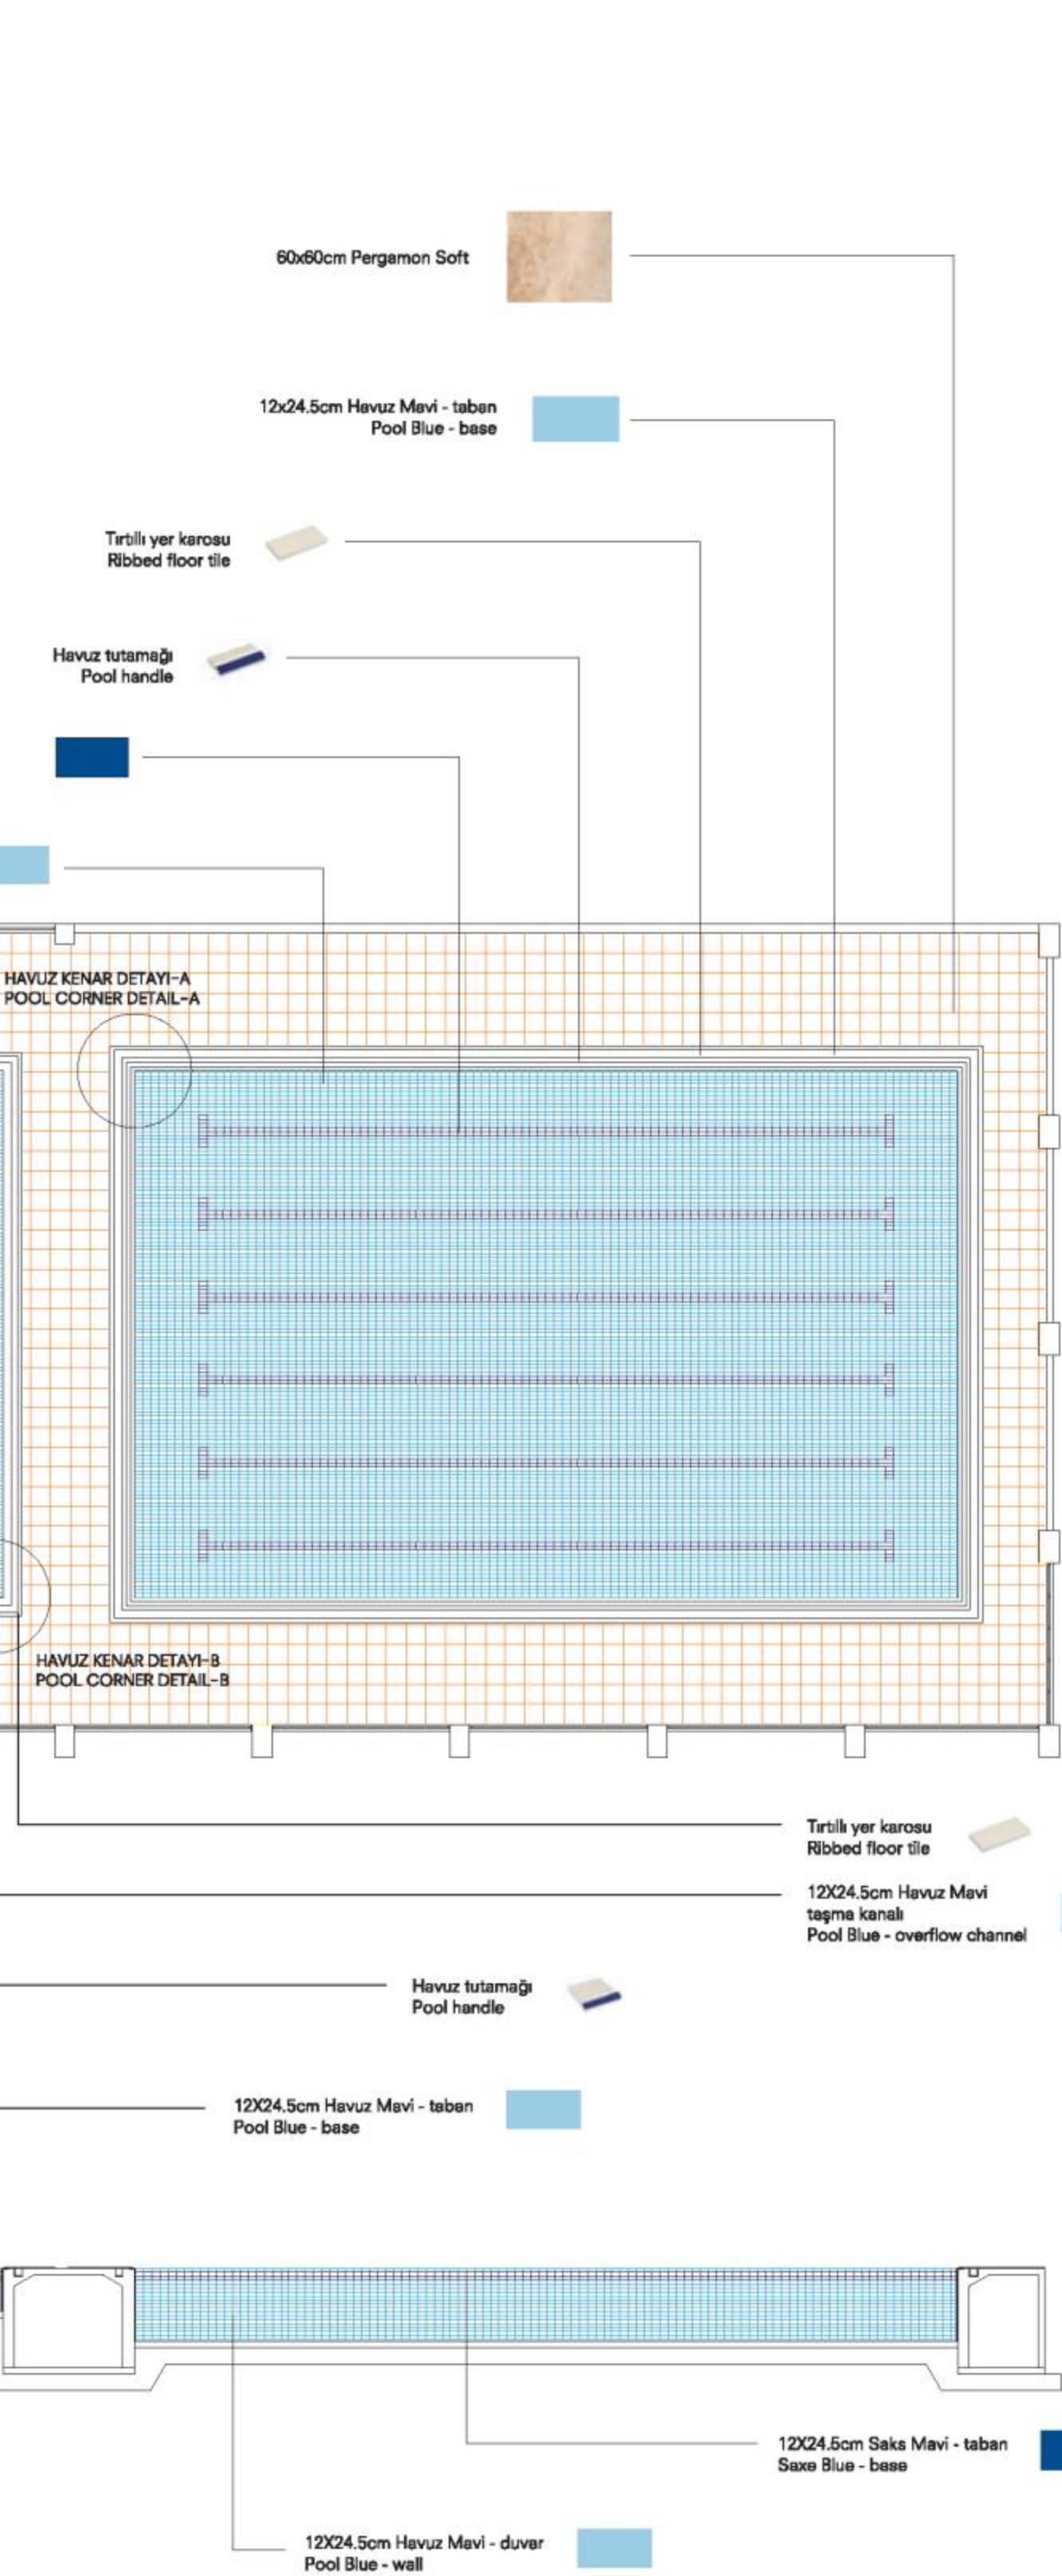 60x60cm Pergamon Soft
12x24.5cm Havuz Mavi - taban
Pool Blue - base
Tırtıllı yer karosu
Ribbed floor tile
Havuz tutamağı
Pool handle
HAVUZ KENAR DETAYI-A
POOL CORNER DETAIL-A
HAVUZ KENAR DETAYI-B
POOL CORNER DETAIL-B
Tırtıllı yer karosu
Ribbed floor tile
12X24.5cm Havuz Mavi
taşma kanalı
Pool Blue - overflow channel
Havuz tutamağı
Pool handle
12X24.5cm Havuz Mavi - taban
Pool Blue - base
12X24.5cm Saks Mavi - taban
Saxe Blue - base
12X24.5cm Havuz Mavi - duvar
Pool Blue - wall